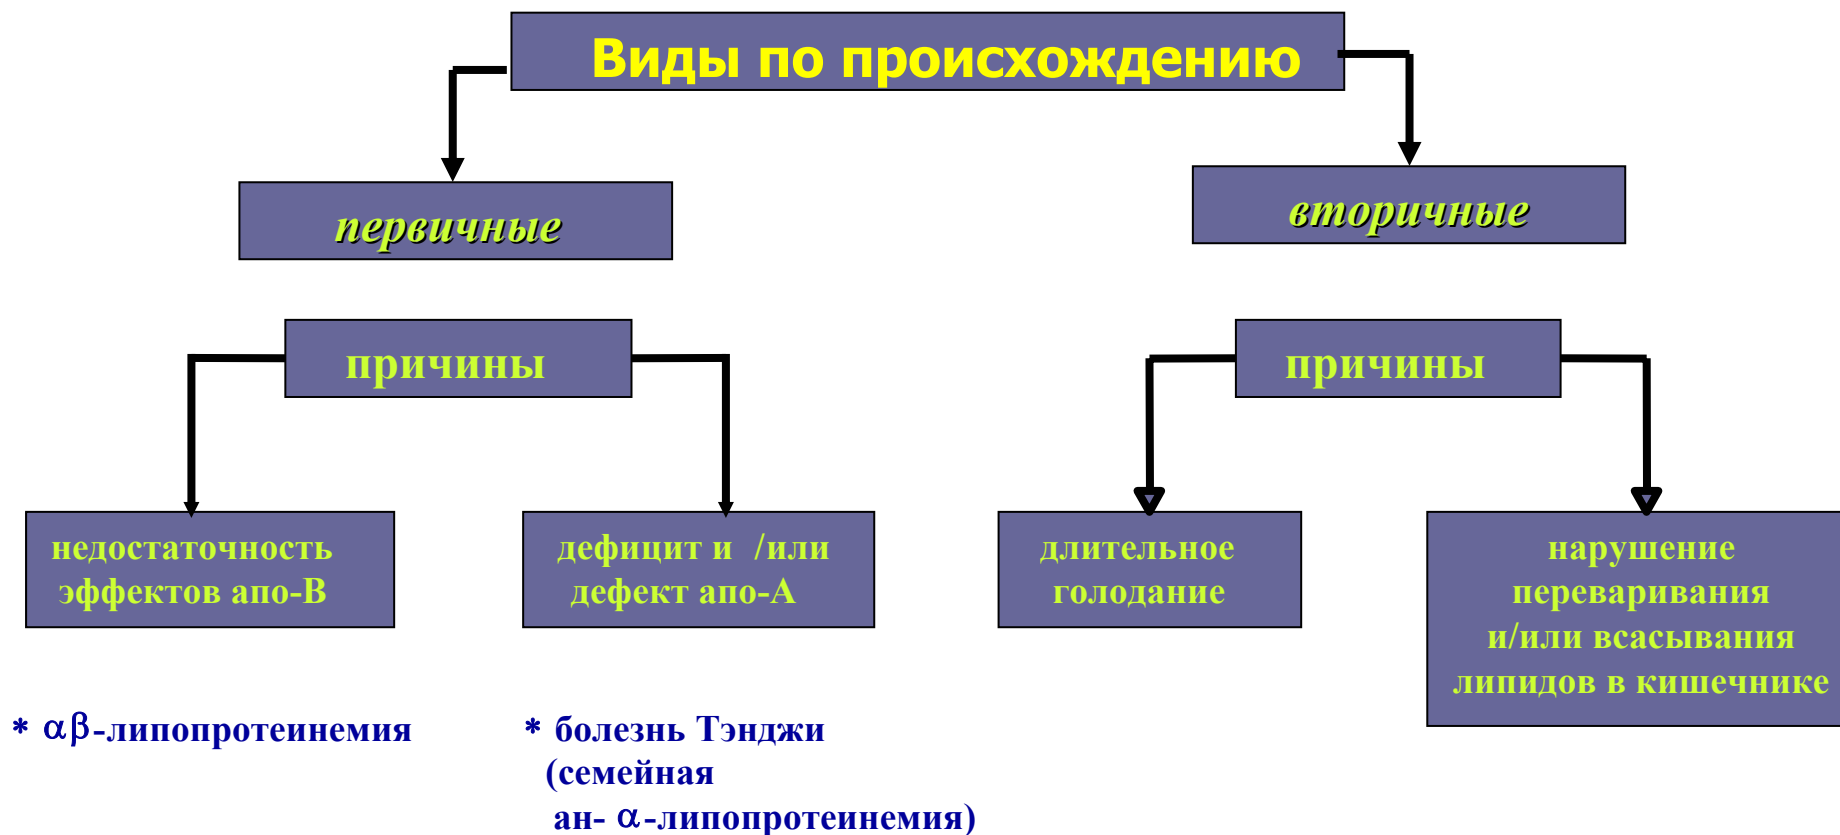 Виды по происхождению
первичные
вторичные
причины
причины
недостаточность
эффектов апо-В
дефицит и /или
дефект апо-А
длительное
голодание
нарушение
переваривания
и/или всасывания
липидов в кишечнике
* αβ-липопротеинемия
* болезнь Тэнджи
(семейная
ан- α-липопротеинемия)